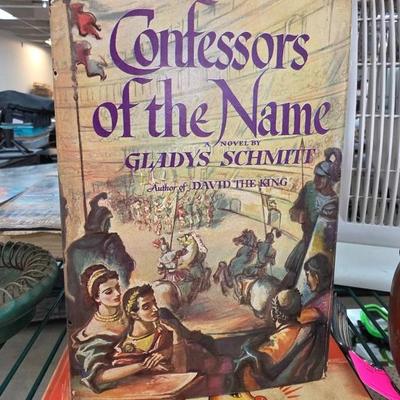 Confessors
of the Name
A NOVEL BY
GLADYS SCHMITT
Author of DAVID THE KING